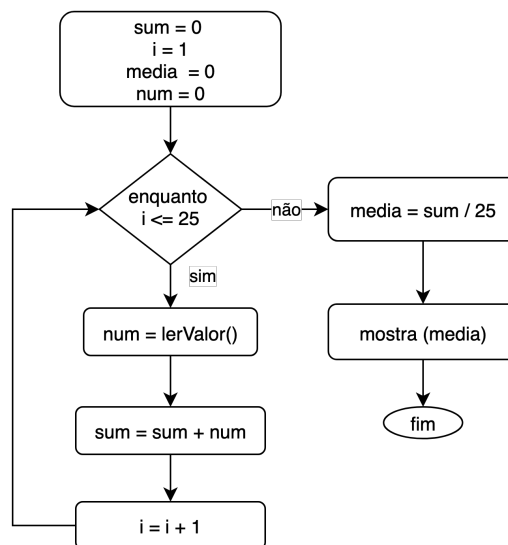 sum = 0
i = 1
media = 0
num = 0
enquanto
i <= 25
não
sim
num = lerValor()
sum = sum + num
i = i + 1
media = sum / 25
mostra (media)
fim